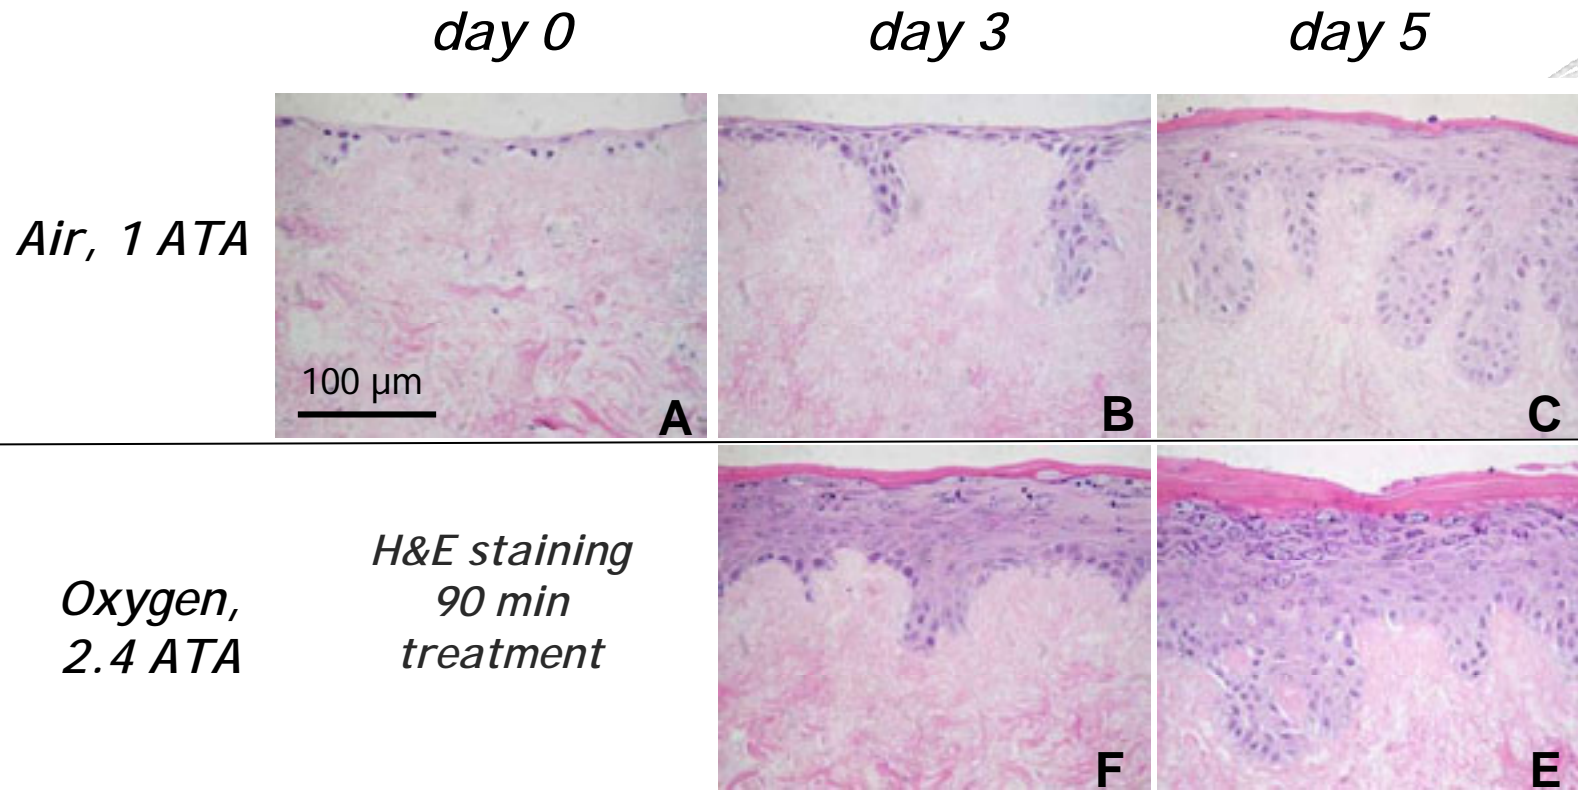 day 0
day 3
day 5
Air, 1 ATA
100 µm
A
B
C
Oxygen,
2.4 ATA
H&E staining
90 min
treatment
F
E